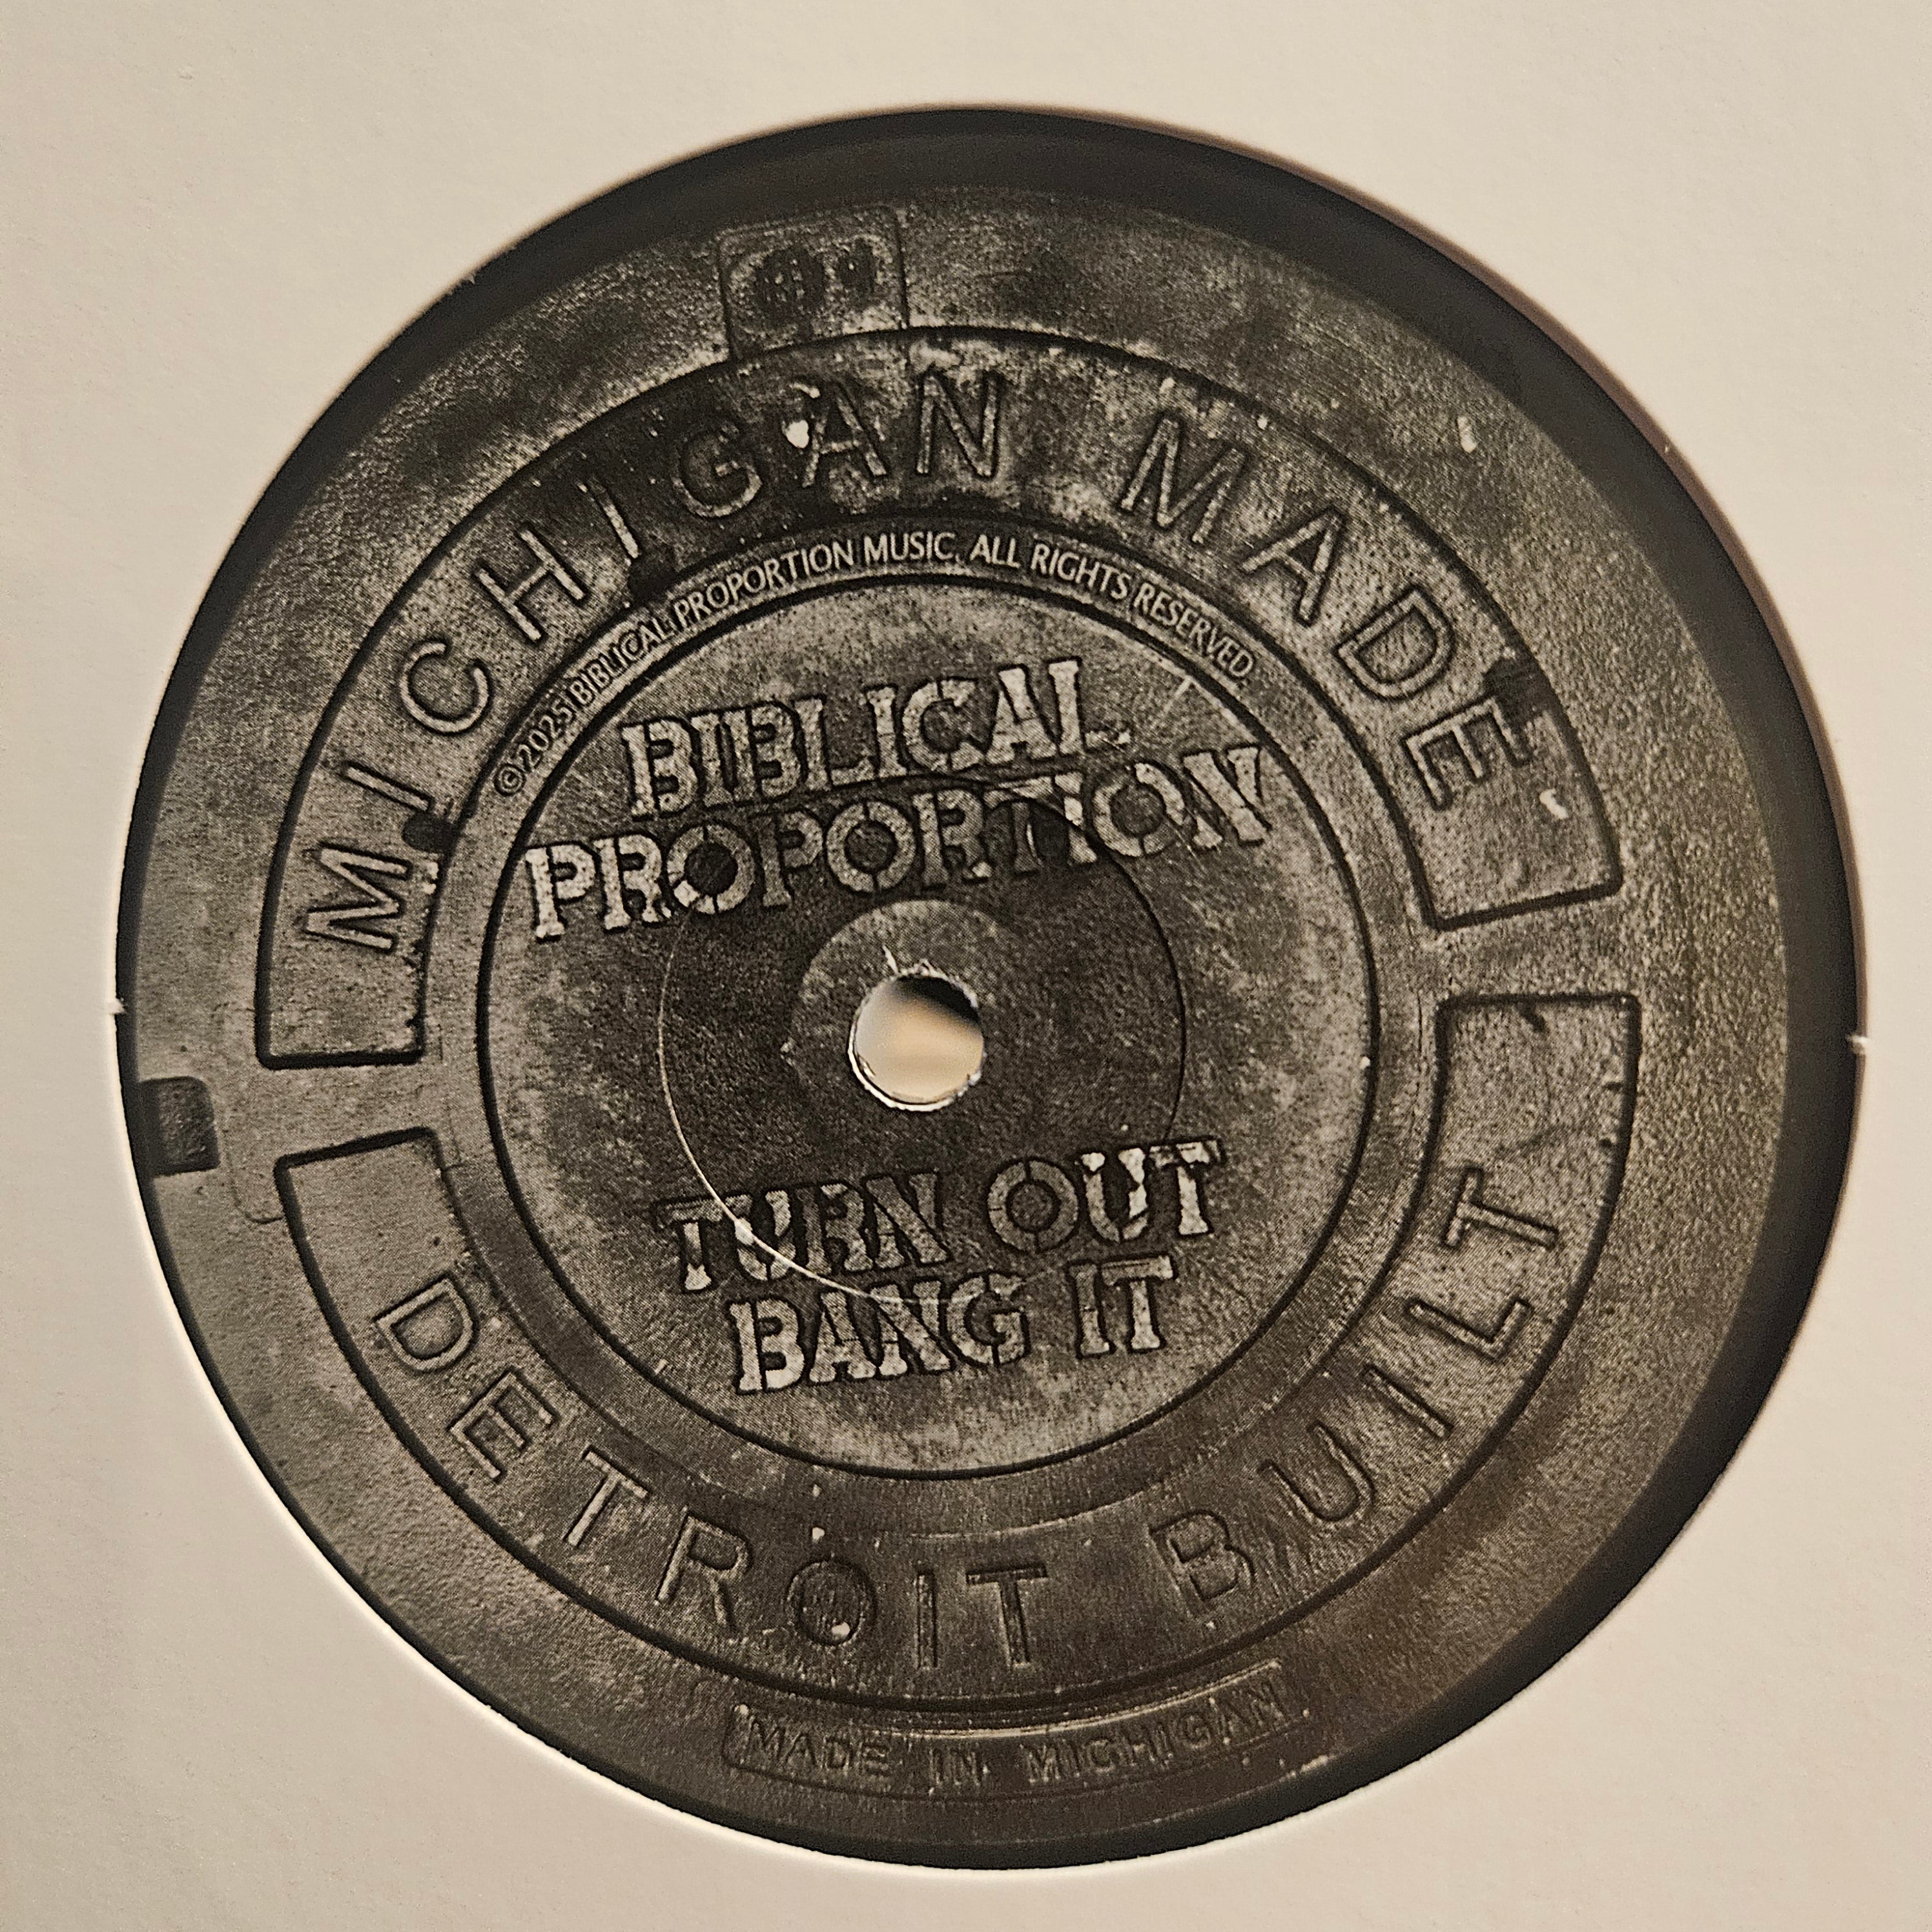 MICHIGAN MADE
©2025 BIBLICAL PROPORTION MUSIC, ALL RIGHTS RESERVED.
BIBLICAL
PROPORTION
TURN OUT
BANG IT
DETROIT BUILT
MADE IN MICHIGAN